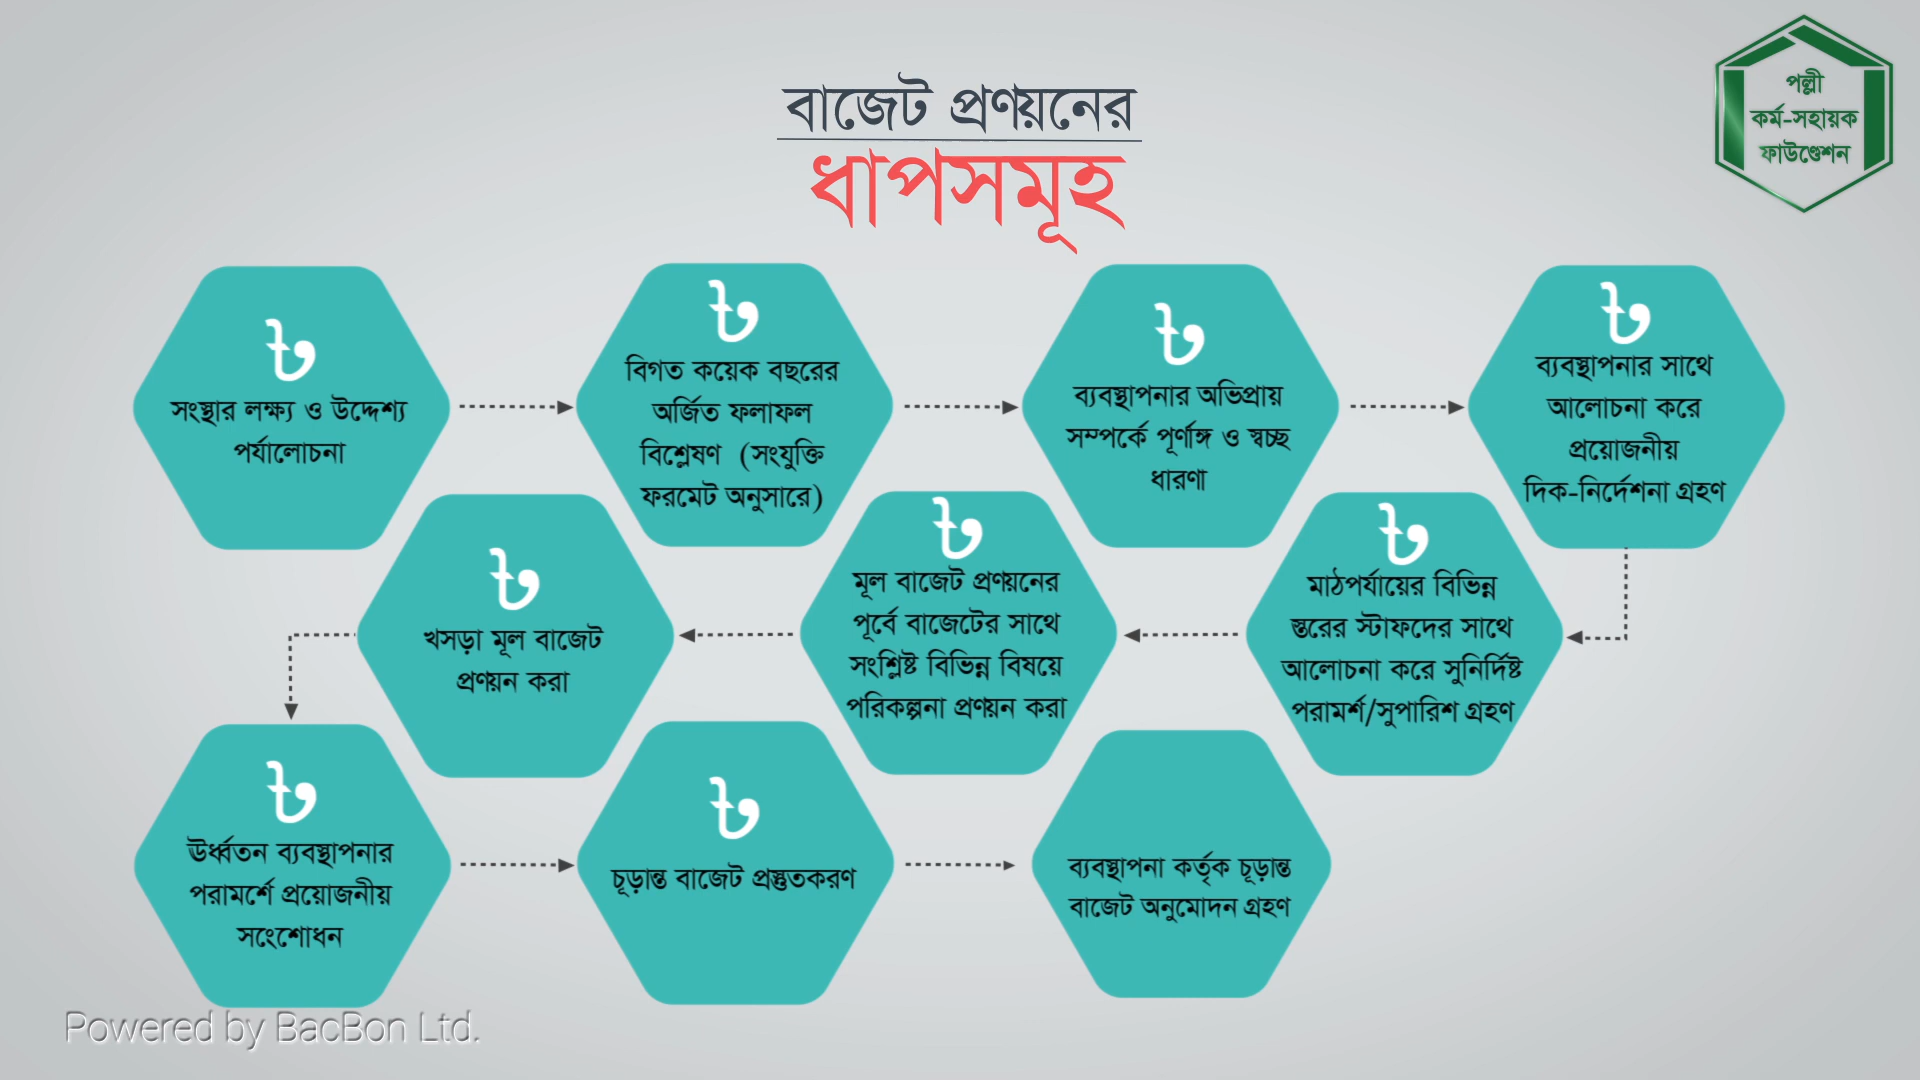 বাজেট প্রণয়নের
ধাপসমূহ
পল্লী
কর্ম-সহায়ক
ফাউণ্ডেশন
৳
সংস্থার লক্ষ্য ও উদ্দেশ্য
পর্যালোচনা
৳
বিগত কয়েক বছরের
অর্জিত ফলাফল
বিশ্লেষণ (সংযুক্তি
ফরমেট অনুসারে)
৳
ব্যবস্থাপনার অভিপ্রায়
সম্পর্কে পূর্ণাঙ্গ ও স্বচ্ছ
ধারণা
৳
ব্যবস্থাপনার সাথে
আলোচনা করে
প্রয়োজনীয়
দিক-নির্দেশনা গ্রহণ
৳
মাঠপর্যায়ের বিভিন্ন
স্তরের স্টাফদের সাথে
আলোচনা করে সুনির্দিষ্ট
পরামর্শ/সুপারিশ গ্রহণ
৳
মূল বাজেট প্রণয়নের
পূর্বে বাজেটের সাথে
সংশ্লিষ্ট বিভিন্ন বিষয়ে
পরিকল্পনা প্রণয়ন করা
৳
খসড়া মূল বাজেট
প্রণয়ন করা
৳
ঊর্ধ্বতন ব্যবস্থাপনার
পরামর্শে প্রয়োজনীয়
সংেশোধন
৳
চূড়ান্ত বাজেট প্রস্তুতকরণ
ব্যবস্থাপনা কর্তৃক চূড়ান্ত
বাজেট অনুমোদন গ্রহণ
Powered by BacBon Ltd.